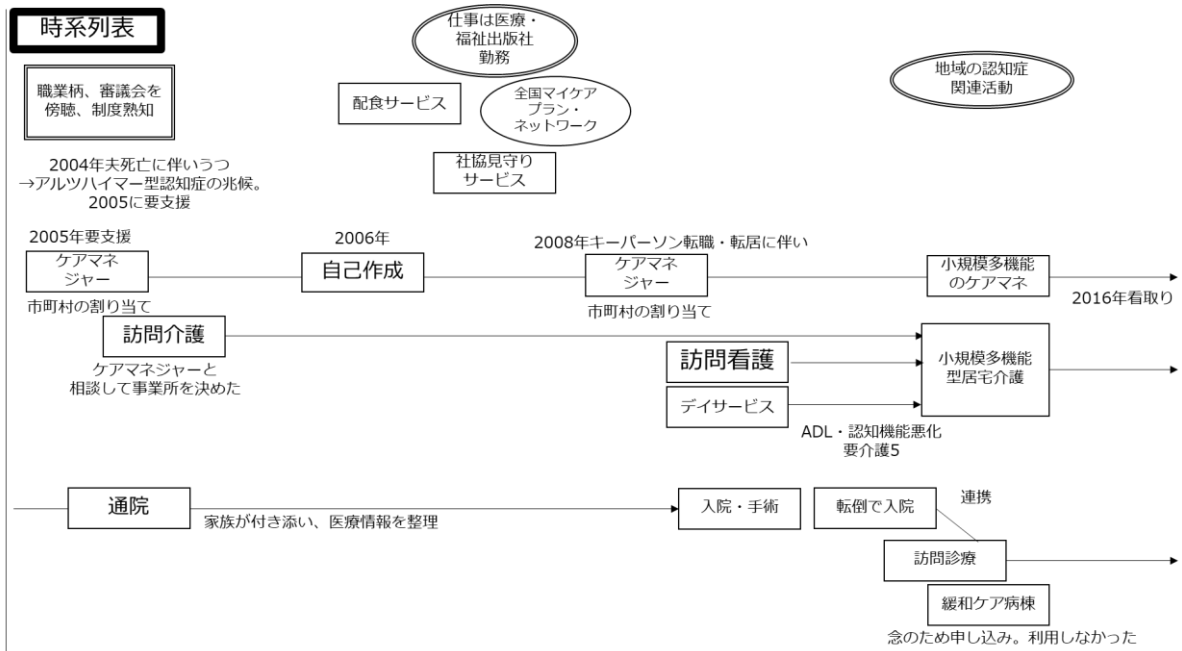 時系列表
仕事は医療・
福祉出版社
勤務
職業柄、審議会を
傍聴、制度熟知
配食サービス
全国マイケア
プラン・
ネットワーク
地域の認知症
関連活動
社協見守り
サービス
2004年夫死亡に伴いうつ
→アルツハイマー型認知症の兆候。
2005に要支援
2005年要支援
ケアマネ
ジャー
市町村の割り当て
2006年
自己作成
2008年キーパーソン転職・転居に伴い
ケアマネ
ジャー
市町村の割り当て
小規模多機能
のケアマネ
2016年看取り
訪問介護
ケアマネジャーと
相談して事業所を決めた
訪問看護
デイサービス
小規模多機能
型居宅介護
ADL・認知機能悪化
要介護5
通院
家族が付き添い、医療情報を整理
入院・手術
転倒で入院
連携
訪問診療
緩和ケア病棟
念のため申し込み。利用しなかった